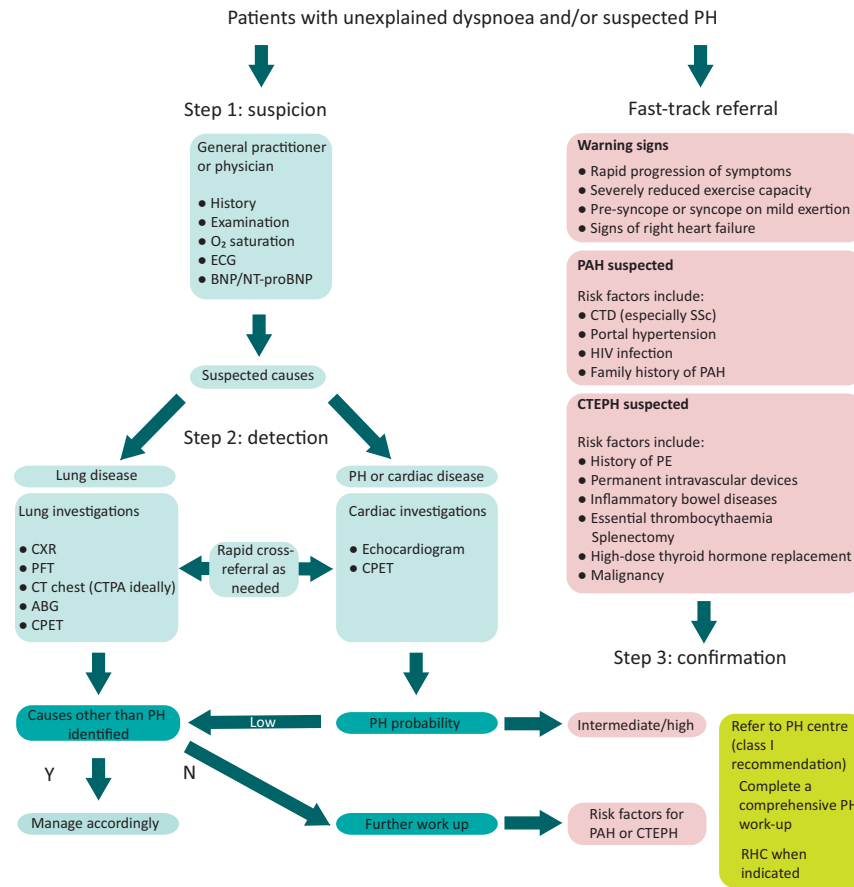 Patients with unexplained dyspnoea and/or suspected PH
Step 1: suspicion
General practitioner
or physician
● History
● Examination
● O₂ saturation
● ECG
● BNP/NT-proBNP
Suspected causes
Step 2: detection
Lung disease
Lung investigations
● CXR
● PFT
● CT chest (CTPA ideally)
● ABG
● CPET
Rapid cross-
referral as
needed
PH or cardiac disease
Cardiac investigations
● Echocardiogram
● CPET
Fast-track referral
Warning signs
● Rapid progression of symptoms
● Severely reduced exercise capacity
● Pre-syncope or syncope on mild exertion
● Signs of right heart failure
PAH suspected
Risk factors include:
● CTD (especially SSc)
● Portal hypertension
● HIV infection
● Family history of PAH
CTEPH suspected
Risk factors include:
● History of PE
● Permanent intravascular devices
● Inflammatory bowel diseases
● Essential thrombocythaemia
Splenectomy
● High-dose thyroid hormone replacement
● Malignancy
Step 3: confirmation
Causes other than PH
identified
Low
PH probability
Intermediate/high
Y
N
Manage accordingly
Further work up
Risk factors for
PAH or CTEPH
Refer to PH centre
(class I
recommendation)
Complete a
comprehensive PH
work-up
RHC when
indicated